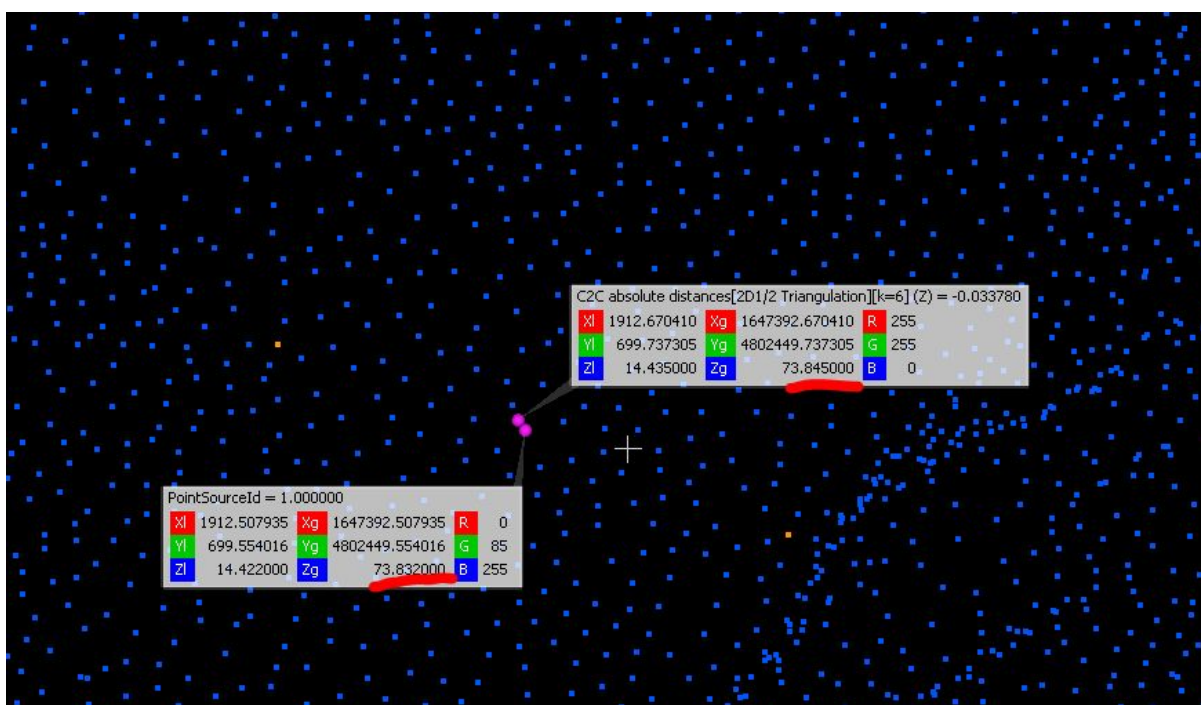 C2C absolute distances[2D1/2 Triangulation][k=6] (Z) = -0.033780
Xl 1912.670410 Xg 1647392.670410 R 255
Yl 699.737305 Yg 4802449.737305 G 255
Zl 14.435000 Zg 73.845000 B 0
PointSourceId = 1.000000
Xl 1912.507935 Xg 1647392.507935 R 0
Yl 699.554016 Yg 4802449.554016 G 85
Zl 14.422000 Zg 73.832000 B 255